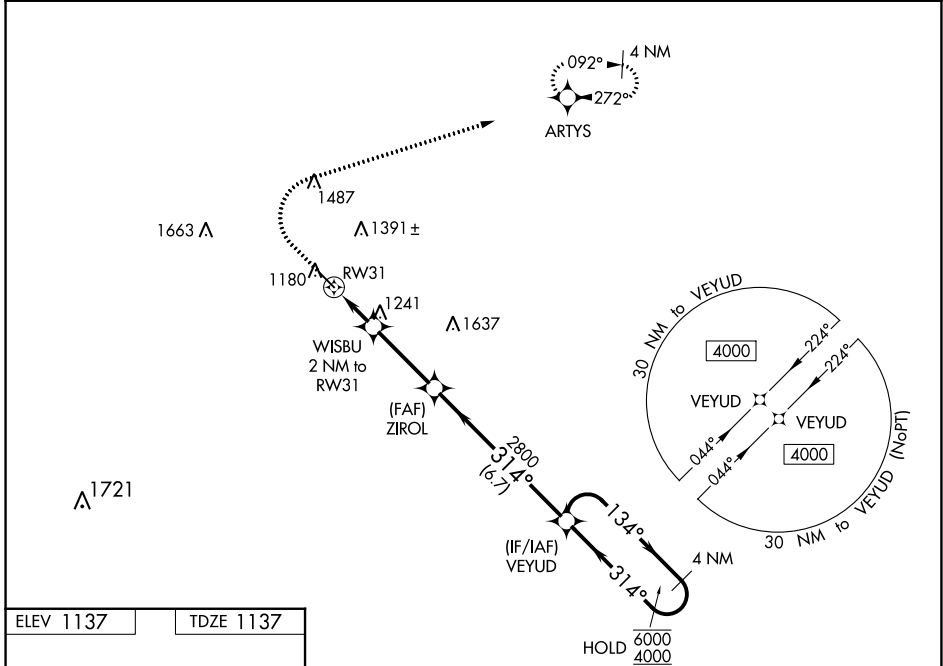 092°
4 NM
272°
ARTYS
1487
1663
1391 ±
1180
RW31
1241
1637
WISBU
2 NM to
RW31
(FAF)
ZIROL
2800
314°
(6.7)
1721
(IF/IAF)
VEYUD
134°
314°
4 NM
HOLD
6000
4000
30 NM to VEYUD
4000
224°
224°
VEYUD
VEYUD
044°
044°
4000
30 NM to VEYUD (NoPT)
ELEV 1137
TDZE 1137